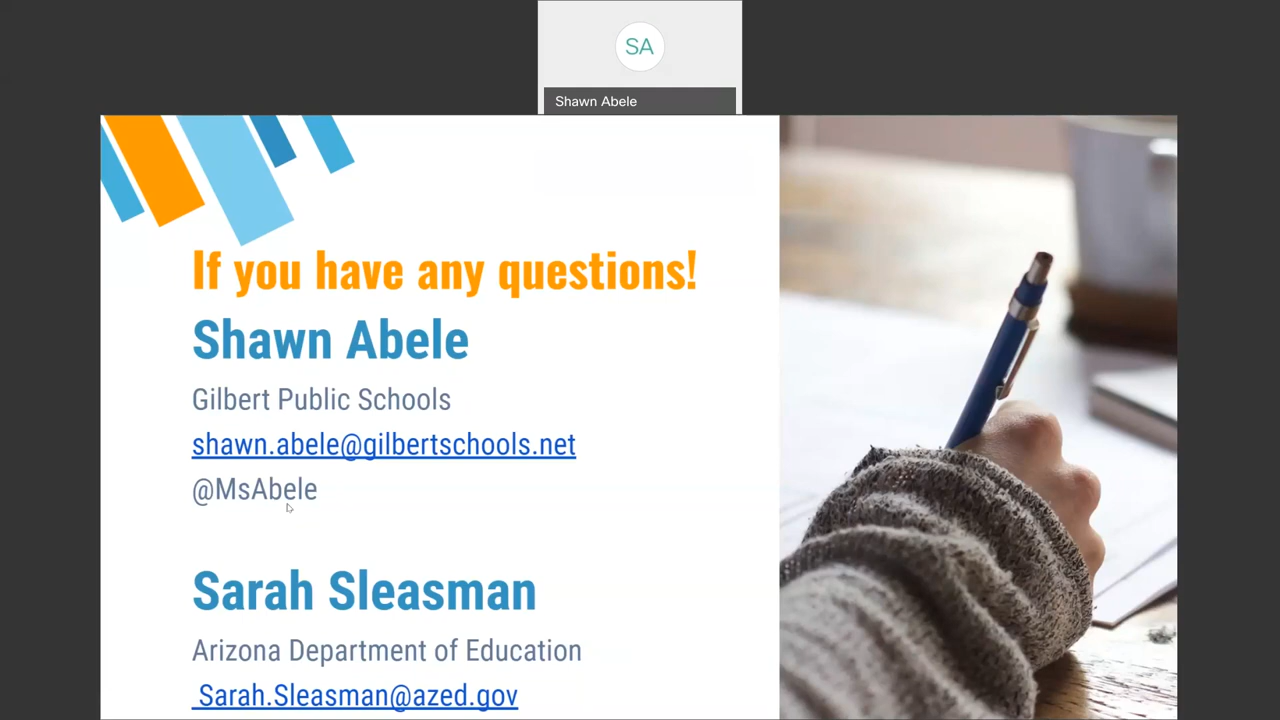 SA
Shawn Abele
If you have any questions!
Shawn Abele
Gilbert Public Schools
shawn.abele@gilbertschools.net
@MsAbele
Sarah Sleasman
Arizona Department of Education
Sarah.Sleasman@azed.gov